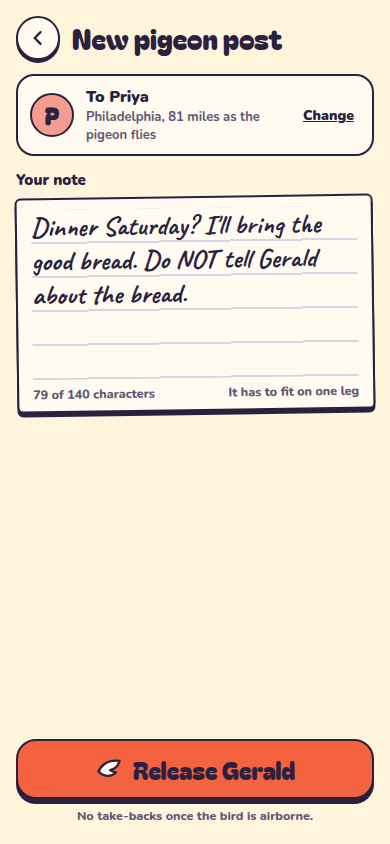 New pigeon post
P
To Priya
Philadelphia, 81 miles as the
pigeon flies
Change
Your note
Dinner Saturday? I'll bring the
good bread. Do NOT tell Gerald
about the bread.
79 of 140 characters
It has to fit on one leg
Release Gerald
No take-backs once the bird is airborne.